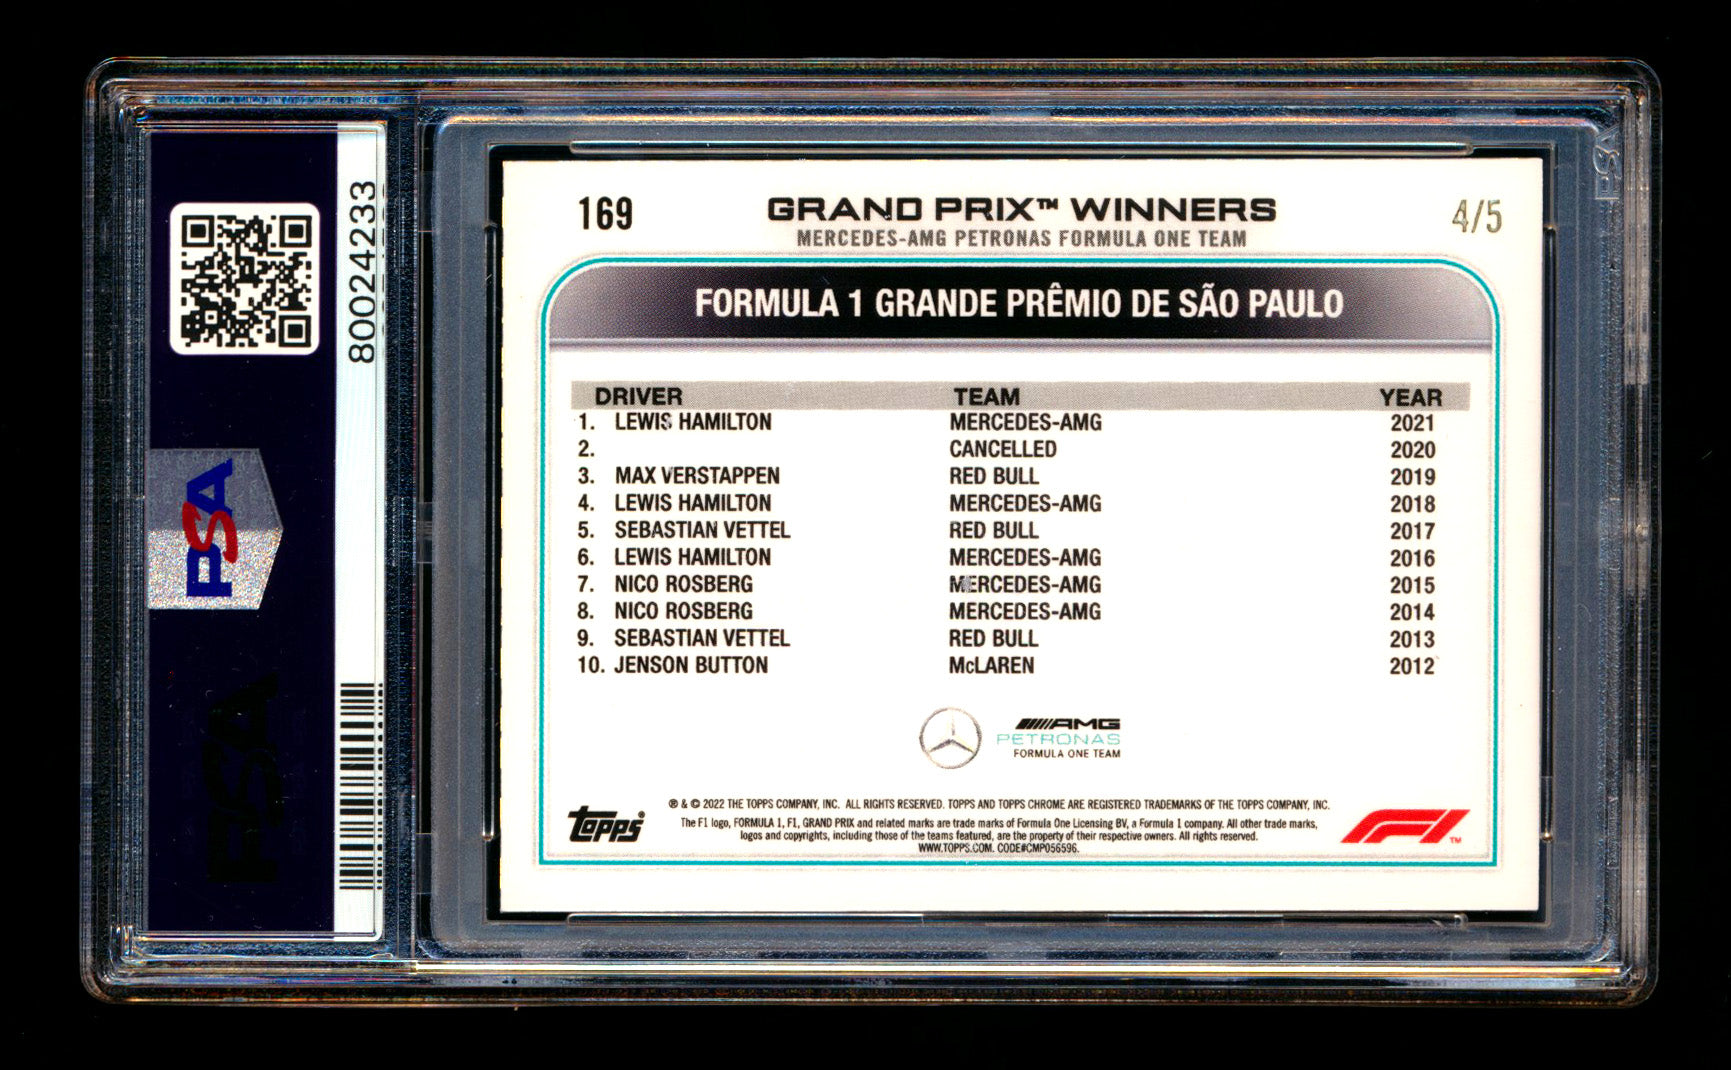 80024233
PSA
PSA
PSA
169
GRAND PRIX™ WINNERS
4/5
MERCEDES-AMG PETRONAS FORMULA ONE TEAM
FORMULA 1 GRANDE PRÊMIO DE SÃO PAULO
DRIVER TEAM YEAR
1. LEWIS HAMILTON MERCEDES-AMG 2021
2. CANCELLED 2020
3. MAX VERSTAPPEN RED BULL 2019
4. LEWIS HAMILTON MERCEDES-AMG 2018
5. SEBASTIAN VETTEL RED BULL 2017
6. LEWIS HAMILTON MERCEDES-AMG 2016
7. NICO ROSBERG MERCEDES-AMG 2015
8. NICO ROSBERG MERCEDES-AMG 2014
9. SEBASTIAN VETTEL RED BULL 2013
10. JENSON BUTTON McLAREN 2012
AMG
PETRONAS
FORMULA ONE TEAM
® & © 2022 THE TOPPS COMPANY, INC. ALL RIGHTS RESERVED. TOPPS AND TOPPS CHROME ARE REGISTERED TRADEMARKS OF THE TOPPS COMPANY, INC.
The F1 logo, FORMULA 1, F1, GRAND PRIX and related marks are trade marks of Formula One Licensing BV, a Formula 1 company. All other trade marks,
logos and copyrights, including those of the teams featured, are the property of their respective owners. All rights reserved.
WWW.TOPPS.COM. CODE#CMP056596.
Topps®
F1™